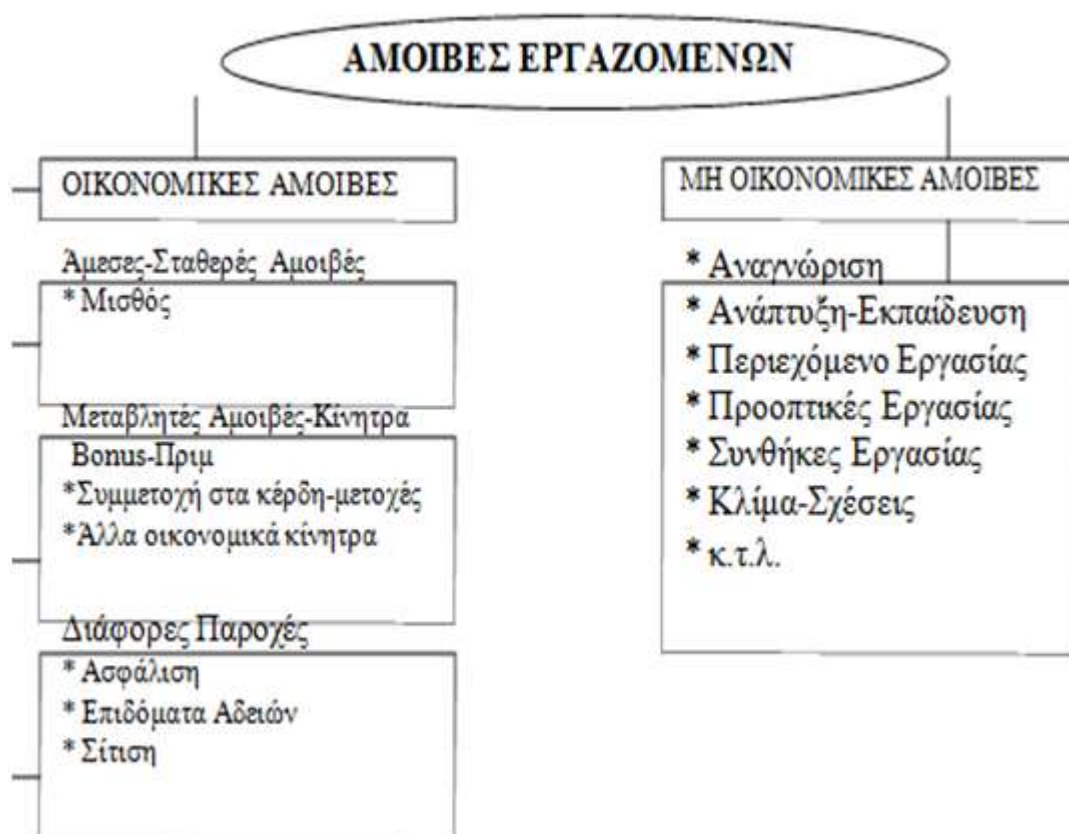 ΑΜΟΙΒΕΣ ΕΡΓΑΖΟΜΕΝΩΝ
ΟΙΚΟΝΟΜΙΚΕΣ ΑΜΟΙΒΕΣ
Άμεσες-Σταθερές Αμοιβές
* Μισθός
Μεταβλητές Αμοιβές-Κίνητρα
Bonus-Πριμ
*Συμμετοχή στα κέρδη-μετοχές
*Άλλα οικονομικά κίνητρα
Διάφορες Παροχές
* Ασφάλιση
* Επιδόματα Αδειών
* Σίτιση
ΜΗ ΟΙΚΟΝΟΜΙΚΕΣ ΑΜΟΙΒΕΣ
* Αναγνώριση
* Ανάπτυξη-Εκπαίδευση
* Περιεχόμενο Εργασίας
* Προοπτικές Εργασίας
* Συνθήκες Εργασίας
* Κλίμα-Σχέσεις
* κ.τ.λ.